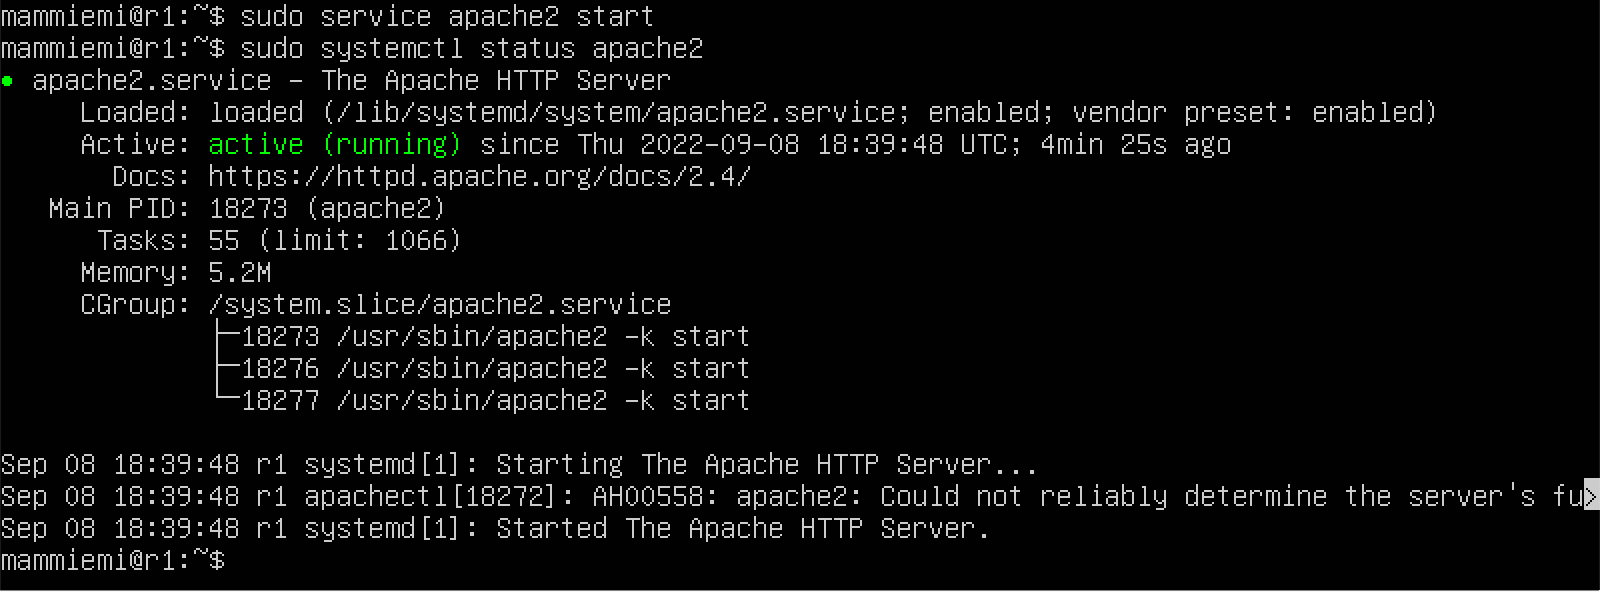 mammiemi@r1:~$ sudo service apache2 start
mammiemi@r1:~$ sudo systemctl status apache2
● apache2.service - The Apache HTTP Server
     Loaded: loaded (/lib/systemd/system/apache2.service; enabled; vendor preset: enabled)
     Active: active (running) since Thu 2022-09-08 18:39:48 UTC; 4min 25s ago
       Docs: https://httpd.apache.org/docs/2.4/
   Main PID: 18273 (apache2)
      Tasks: 55 (limit: 1066)
     Memory: 5.2M
     CGroup: /system.slice/apache2.service
             ├─18273 /usr/sbin/apache2 -k start
             ├─18276 /usr/sbin/apache2 -k start
             └─18277 /usr/sbin/apache2 -k start

Sep 08 18:39:48 r1 systemd[1]: Starting The Apache HTTP Server...
Sep 08 18:39:48 r1 apachectl[18272]: AH00558: apache2: Could not reliably determine the server's fu>
Sep 08 18:39:48 r1 systemd[1]: Started The Apache HTTP Server.
mammiemi@r1:~$